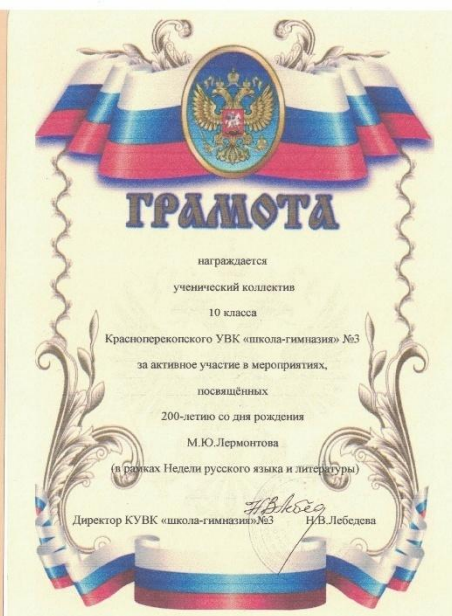 ГРАМОТА
награждается
ученический коллектив
10 класса
Красноперекопского УВК «школа-гимназия» №3
за активное участие в мероприятиях,
посвящённых
200-летию со дня рождения
М.Ю.Лермонтова
(в рамках Недели русского языка и литературы)
Директор КУВК «школа-гимназия»№3 Н.В.Лебедева